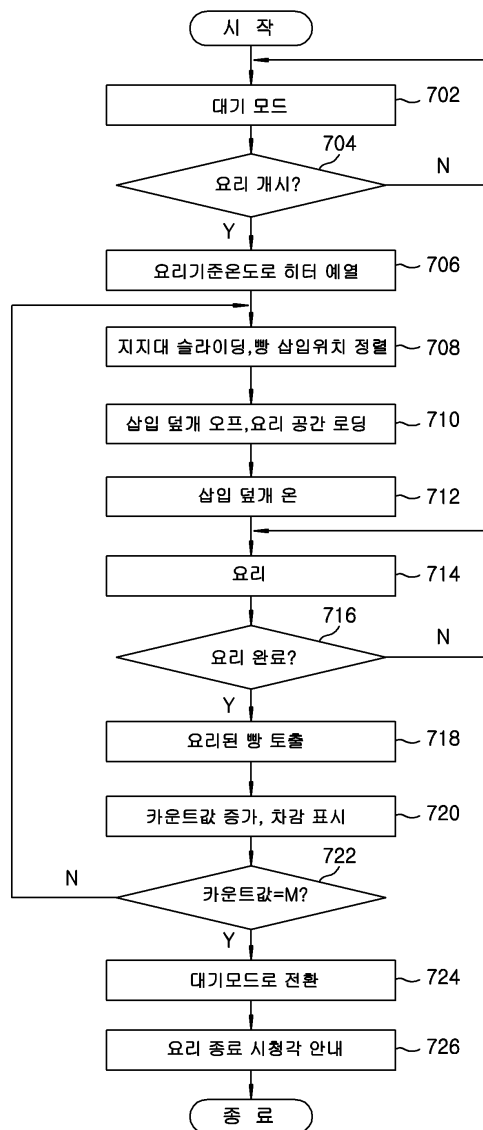 시 작
대기 모드
702
704
요리 개시?
N
Y
요리기준온도로 히터 예열
706
지지대 슬라이딩,빵 삽입위치 정렬
708
삽입 덮개 오프,요리 공간 로딩
710
삽입 덮개 온
712
요리
714
716
요리 완료?
N
Y
요리된 빵 토출
718
카운트값 증가, 차감 표시
720
722
N
카운트값=M?
Y
대기모드로 전환
724
요리 종료 시청각 안내
726
종 료